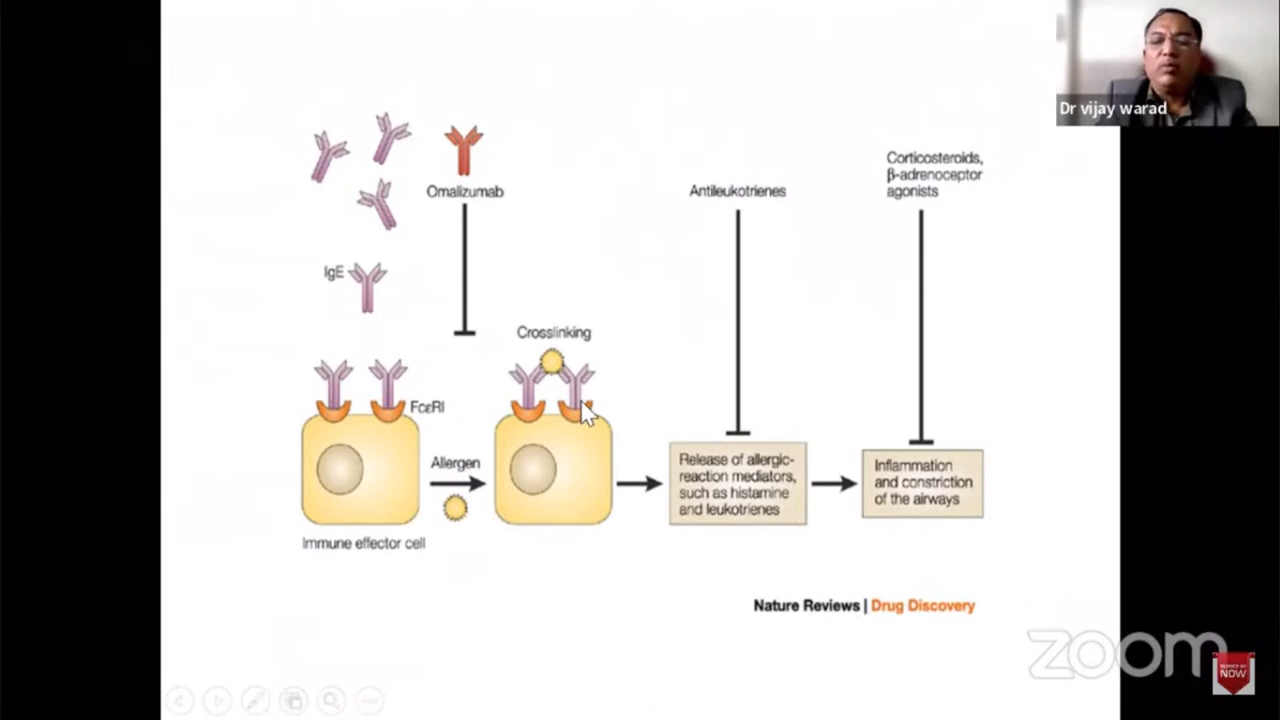 Dr vijay warad
Omalizumab
IgE
Crosslinking
FcεRI
Allergen
Immune effector cell
Antileukotrienes
Release of allergic-
reaction mediators,
such as histamine
and leukotrienes
Corticosteroids,
β-adrenoceptor
agonists
Inflammation
and constriction
of the airways
Nature Reviews | Drug Discovery
zoom
NOW